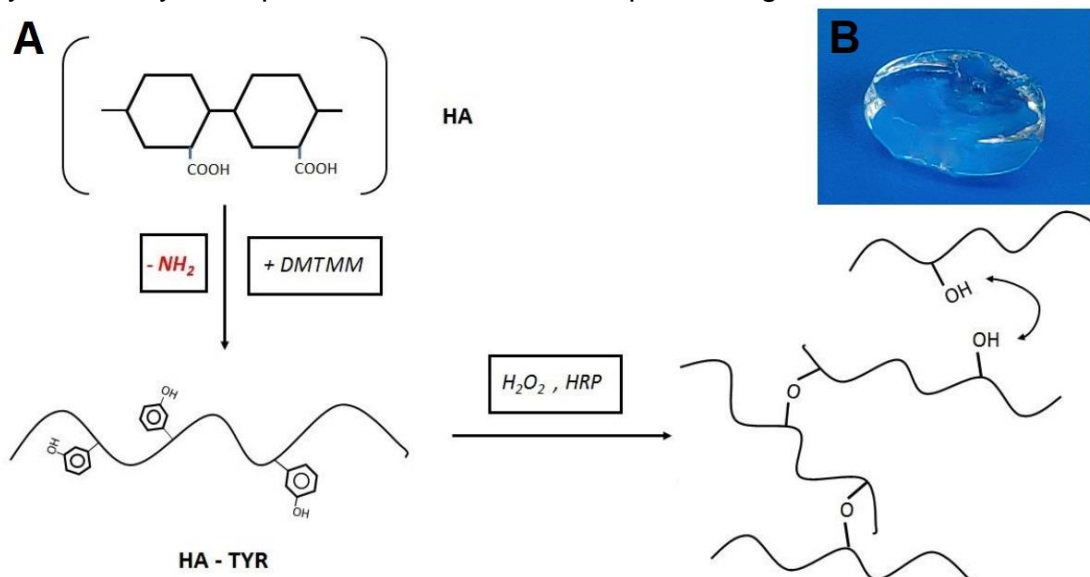 A
B
HA
COOH
COOH
- NH₂
+ DMTMM
OH
OH
OH
H₂O₂ , HRP
HA - TYR
OH
OH
O
O